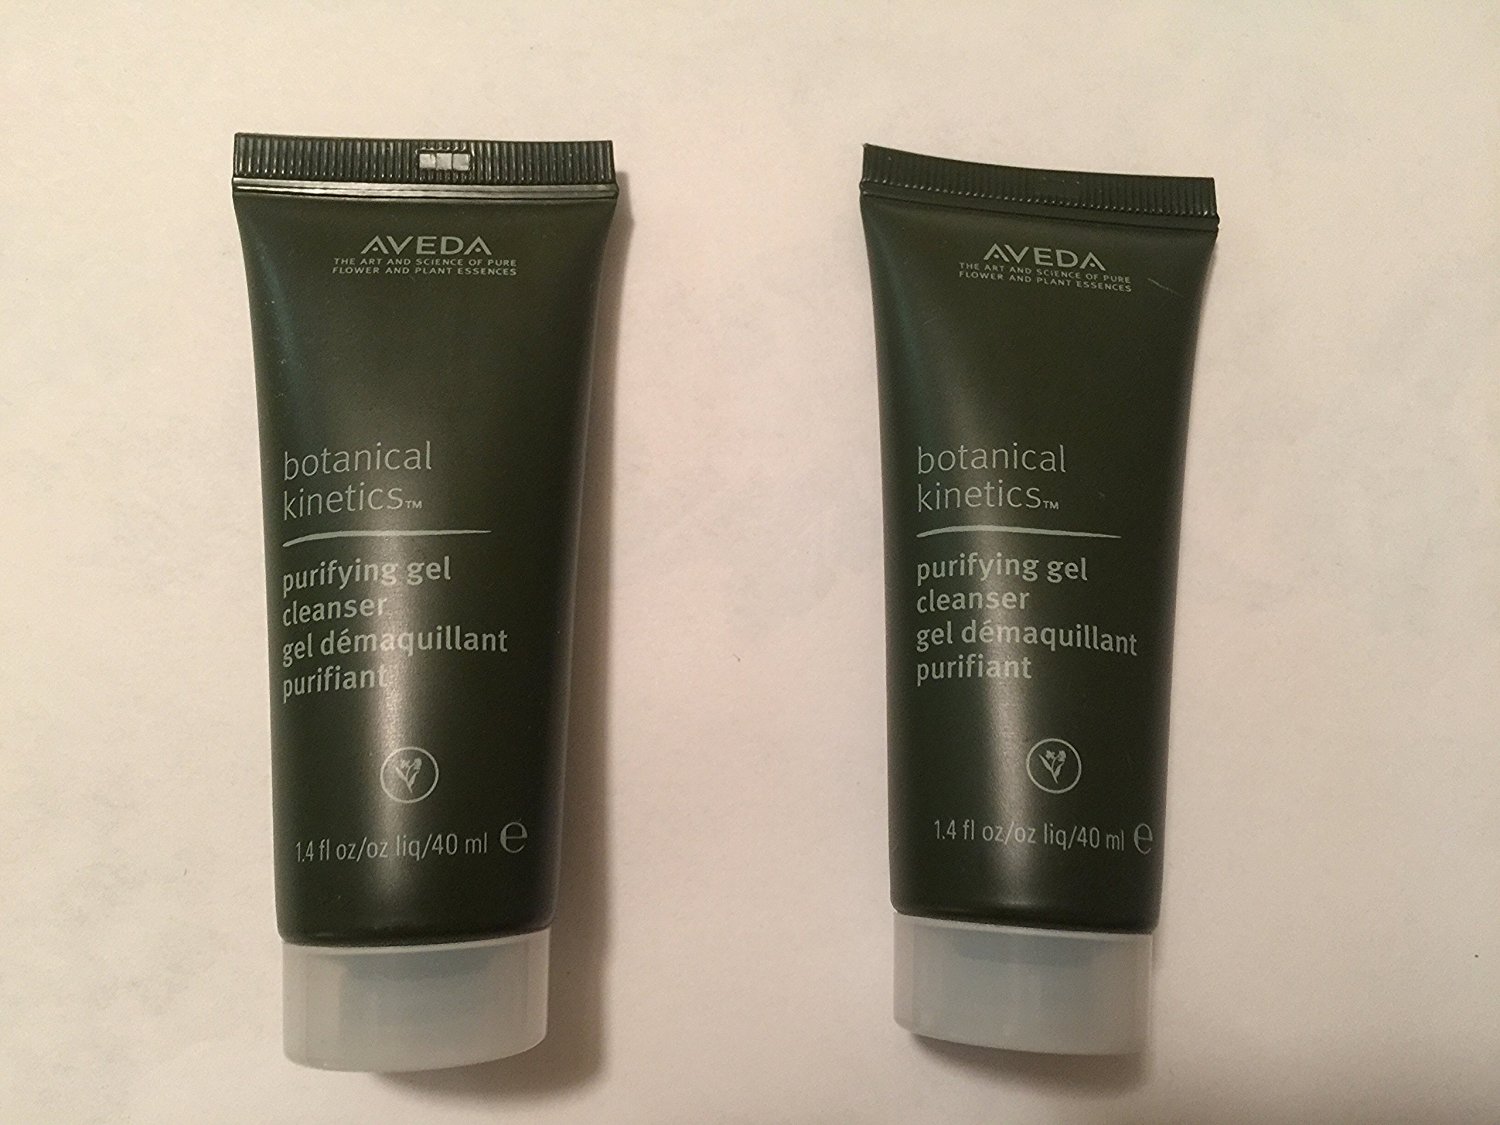 AVEDA
THE ART AND SCIENCE OF PURE
FLOWER AND PLANT ESSENCES
botanical
kinetics™
purifying gel
cleanser
gel démaquillant
purifiant
1.4 fl oz/oz liq/40 ml ℮
AVEDA
THE ART AND SCIENCE OF PURE
FLOWER AND PLANT ESSENCES
botanical
kinetics™
purifying gel
cleanser
gel démaquillant
purifiant
1.4 fl oz/oz liq/40 ml ℮